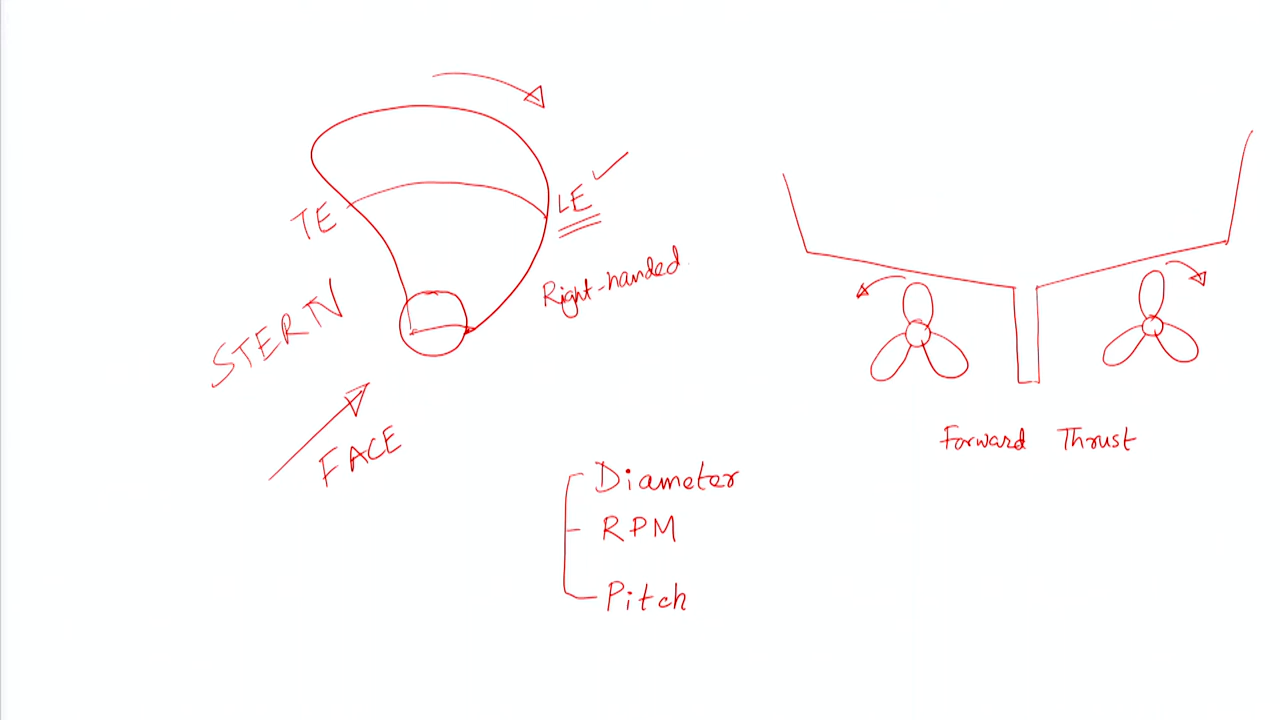 TE
LE
Right-handed
STERN
FACE
Forward Thrust
Diameter
RPM
Pitch